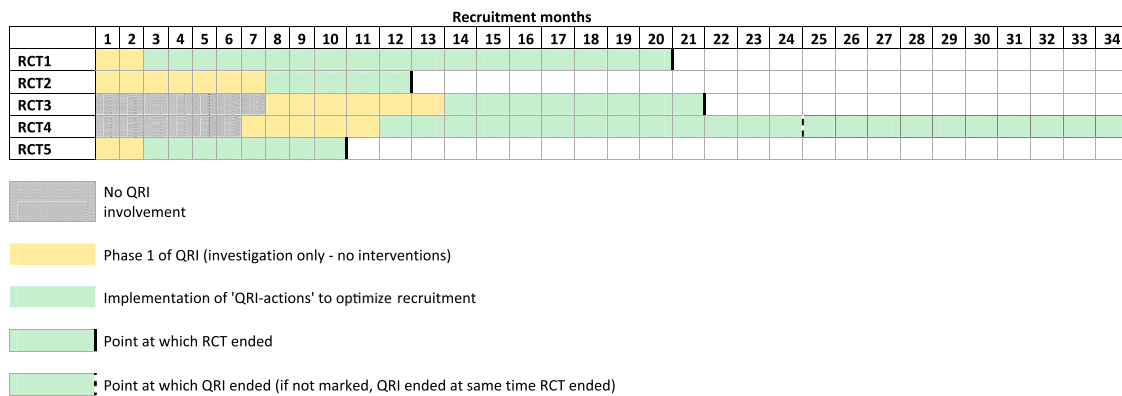 Recruitment months
1 2 3 4 5 6 7 8 9 10 11 12 13 14 15 16 17 18 19 20 21 22 23 24 25 26 27 28 29 30 31 32 33 34
RCT1
RCT2
RCT3
RCT4
RCT5
No QRI
involvement
Phase 1 of QRI (investigation only - no interventions)
Implementation of 'QRI-actions' to optimize recruitment
Point at which RCT ended
Point at which QRI ended (if not marked, QRI ended at same time RCT ended)